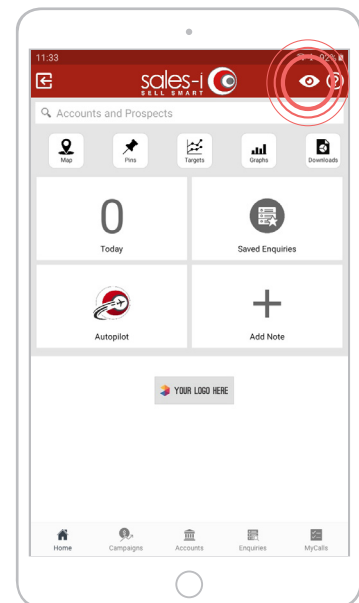 11:33
92%
sales-i
SELL SMART
Accounts and Prospects
Map
Pins
Targets
Graphs
Downloads
0
Today
Saved Enquiries
Autopilot
Add Note
YOUR LOGO HERE
Home
Campaigns
Accounts
Enquiries
MyCalls